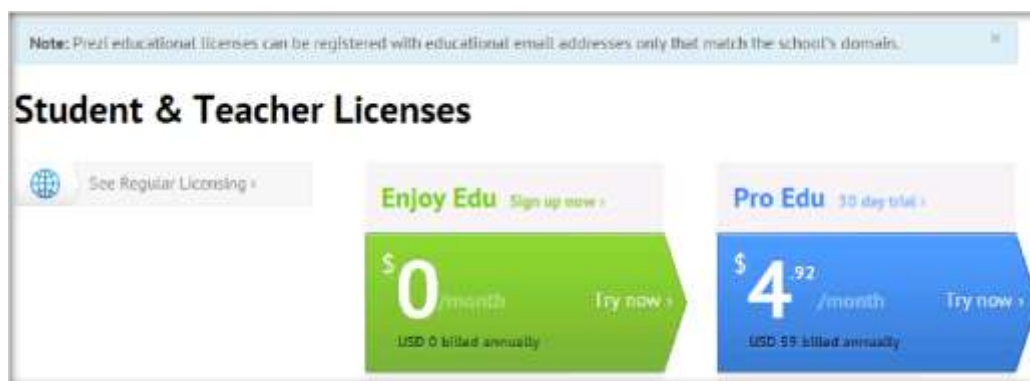 Note: Prezi educational licenses can be registered with educational email addresses only that match the school's domain. ×
Student & Teacher Licenses
See Regular Licensing ›
Enjoy Edu Sign up now ›
Pro Edu 30 day trial ›
$0/month Try now ›
USD 0 billed annually
$4.92/month Try now ›
USD 59 billed annually